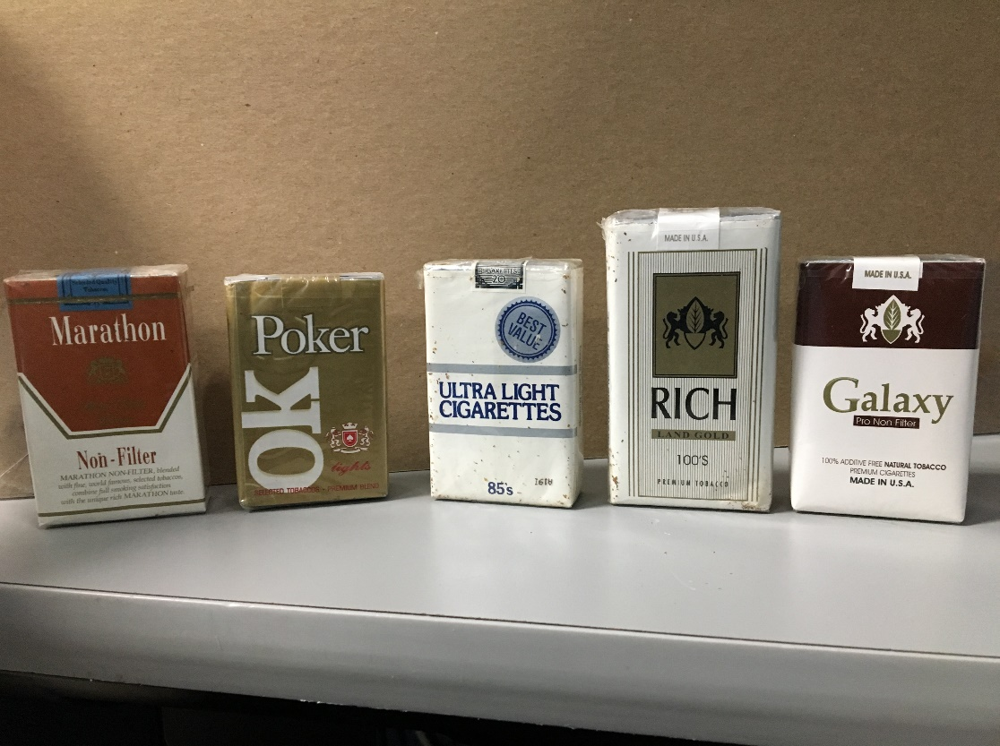 Selected Quality
Tobaccos
Marathon
Non-Filter
MARATHON NON-FILTER, blended
with fine, world famous, selected tobaccos,
combine full smoking satisfaction
with the unique rich MARATHON taste.
Poker
OK
lights
SELECTED TOBACCOS · PREMIUM BLEND
CIGARETTES
20
BEST
VALUE
ULTRA LIGHT
CIGARETTES
85's
MADE IN U.S.A.
RICH
LAND GOLD
100'S
PREMIUM TOBACCO
MADE IN U.S.A.
Galaxy
Pro Non Filter
100% ADDITIVE FREE NATURAL TOBACCO
PREMIUM CIGARETTES
MADE IN U.S.A.